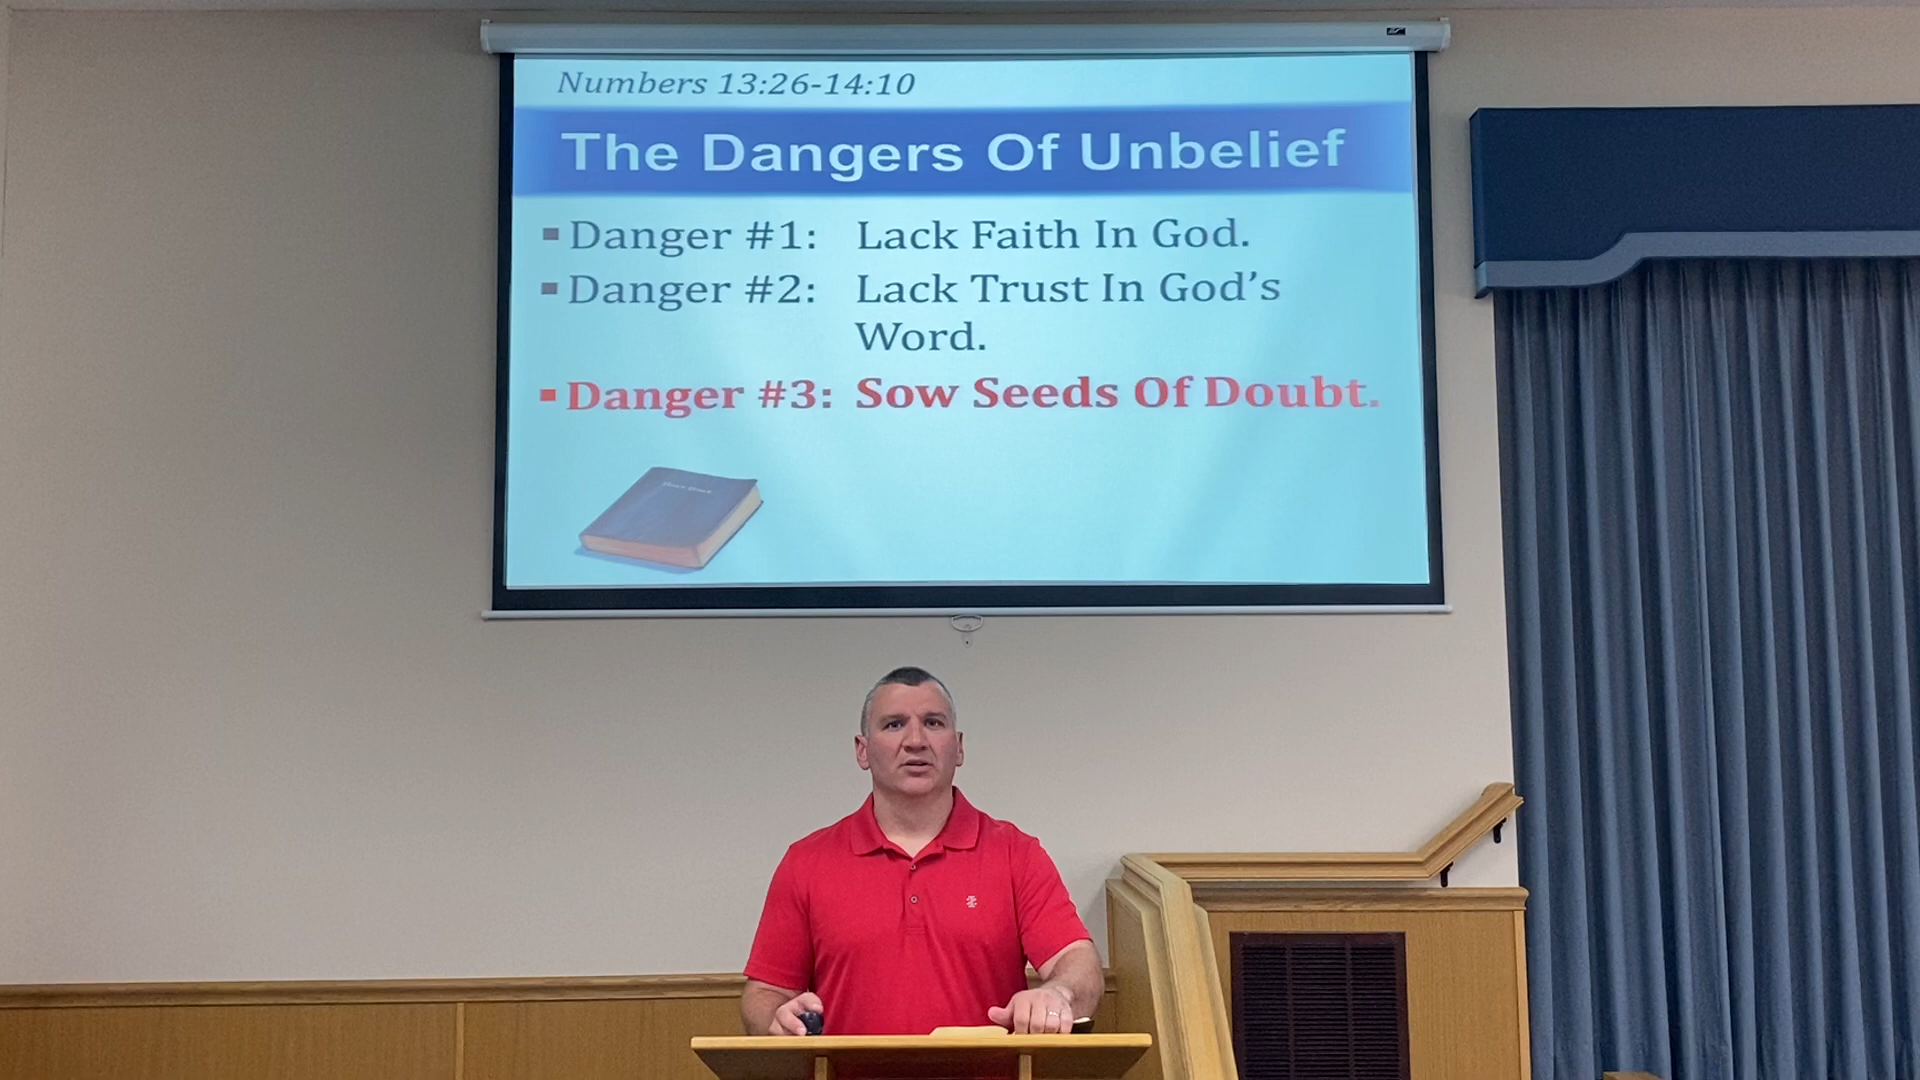 Numbers 13:26-14:10
The Dangers Of Unbelief
▪ Danger #1: Lack Faith In God.
▪ Danger #2: Lack Trust In God's
Word.
▪ Danger #3: Sow Seeds Of Doubt.